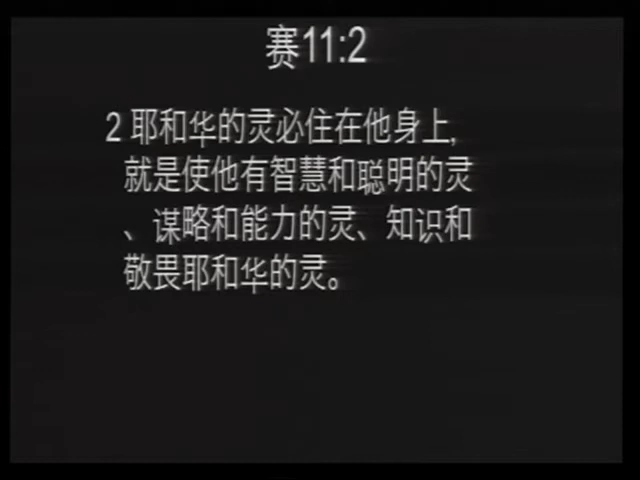 赛11:2
2 耶和华的灵必住在他身上,
就是使他有智慧和聪明的灵
、谋略和能力的灵、知识和
敬畏耶和华的灵。